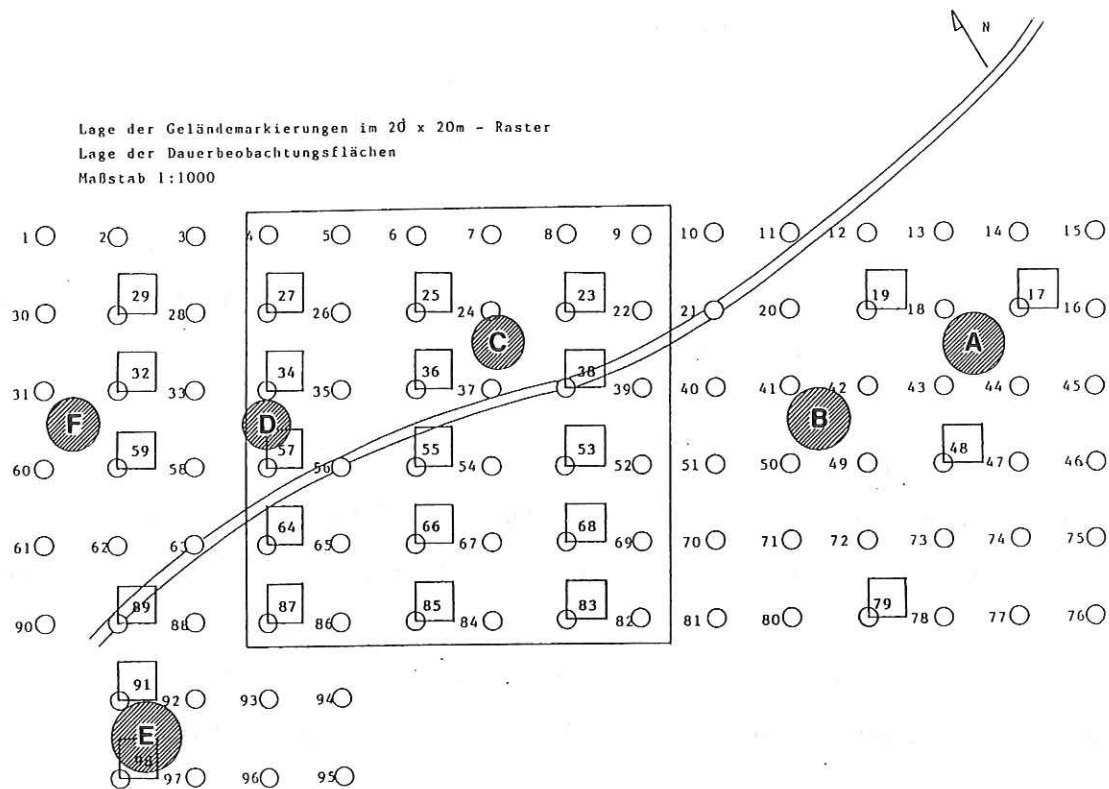 N
Lage der Geländemarkierungen im 20 x 20m - Raster
Lage der Dauerbeobachtungsflächen
Maßstab 1:1000
1 2 3 4 5 6 7 8 9 10 11 12 13 14 15
30 29 28 27 26 25 24 23 22 21 20 19 18 17 16
C A
31 32 33 34 35 36 37 38 39 40 41 42 43 44 45
F D B
60 59 58 57 56 55 54 53 52 51 50 49 48 47 46
61 62 63 64 65 66 67 68 69 70 71 72 73 74 75
90 89 88 87 86 85 84 83 82 81 80 79 78 77 76
91 92 93 94
E
98 97 96 95